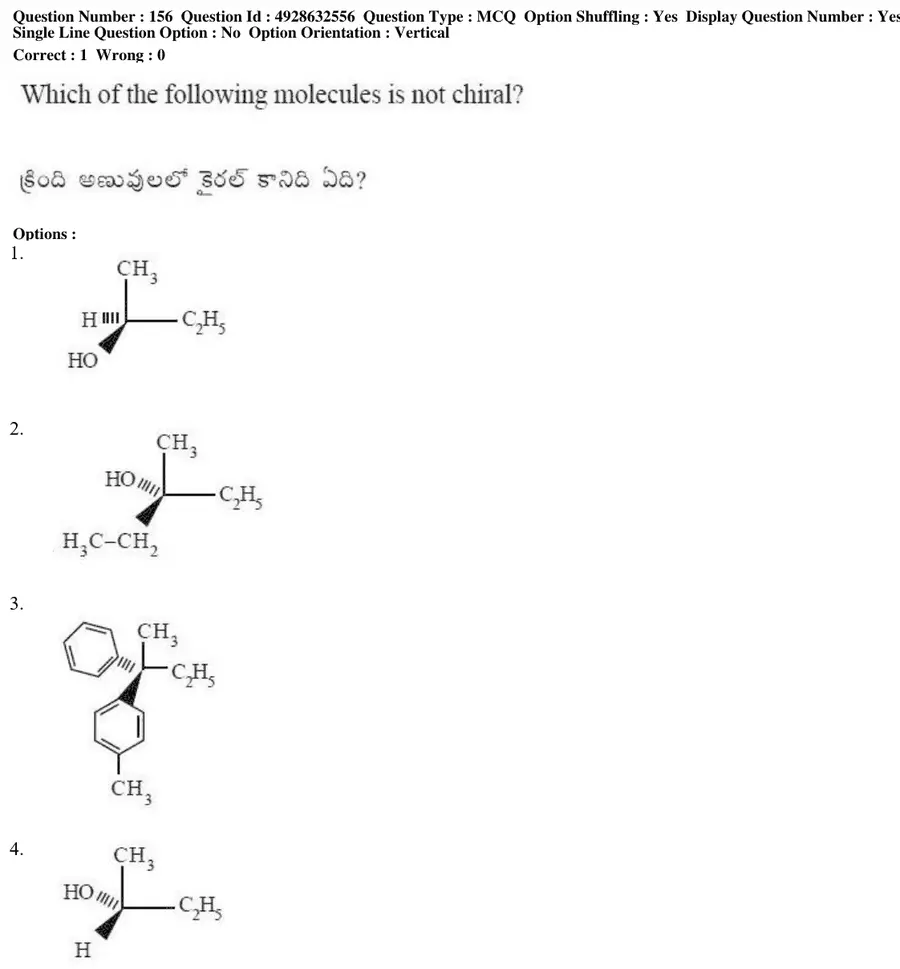 Question Number : 156 Question Id : 4928632556 Question Type : MCQ Option Shuffling : Yes Display Question Number : Yes
Single Line Question Option : No Option Orientation : Vertical
Correct : 1 Wrong : 0
Which of the following molecules is not chiral?
క్రింది అణువులలో కైరల్ కానిది ఏది?
Options :
1.
CH3
H
C2H5
HO
2.
CH3
HO
C2H5
H3C–CH2
3.
CH3
C2H5
CH3
4.
CH3
HO
C2H5
H